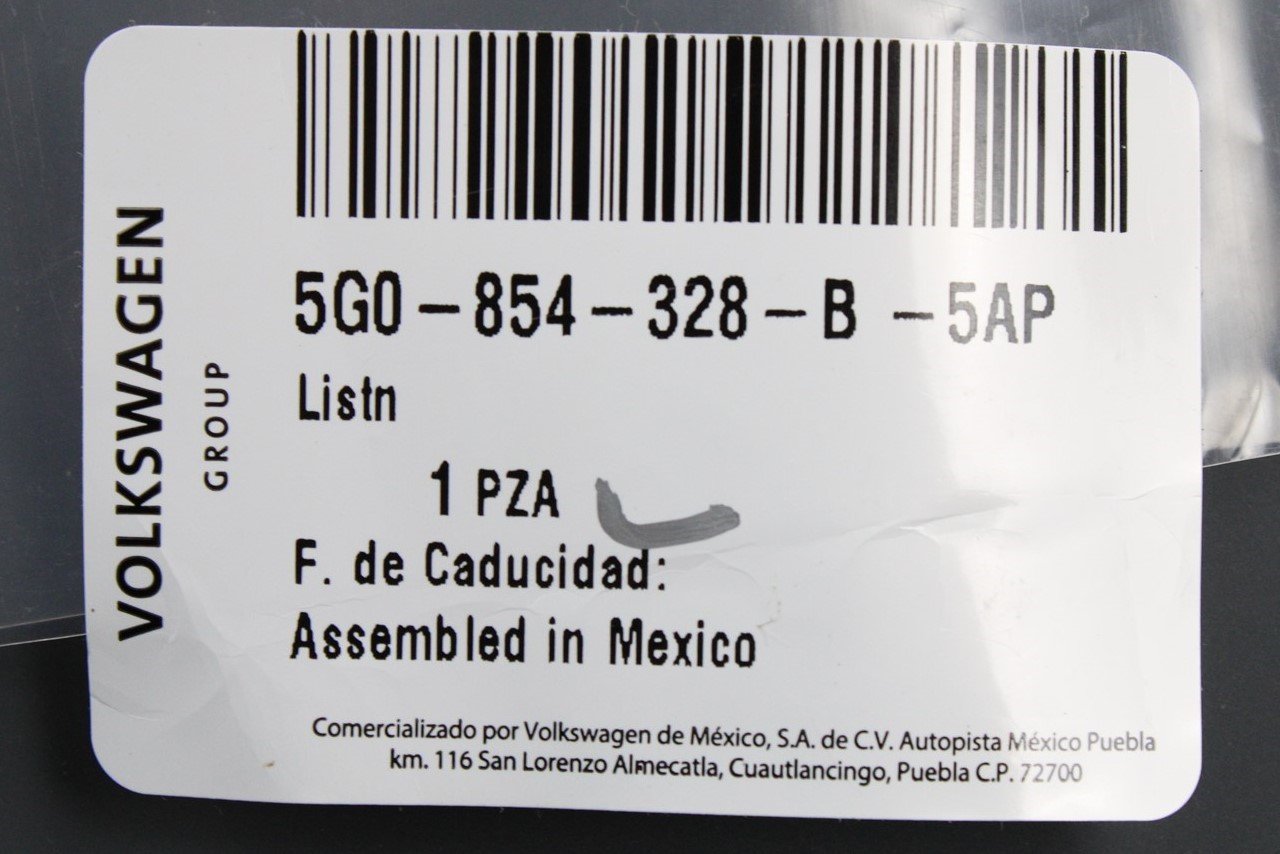 VOLKSWAGEN
GROUP
5G0-854-328-B -5AP
Listn
1 PZA
F. de Caducidad:
Assembled in Mexico
Comercializado por Volkswagen de México, S.A. de C.V. Autopista México Puebla
km. 116 San Lorenzo Almecatla, Cuautlancingo, Puebla C.P. 72700